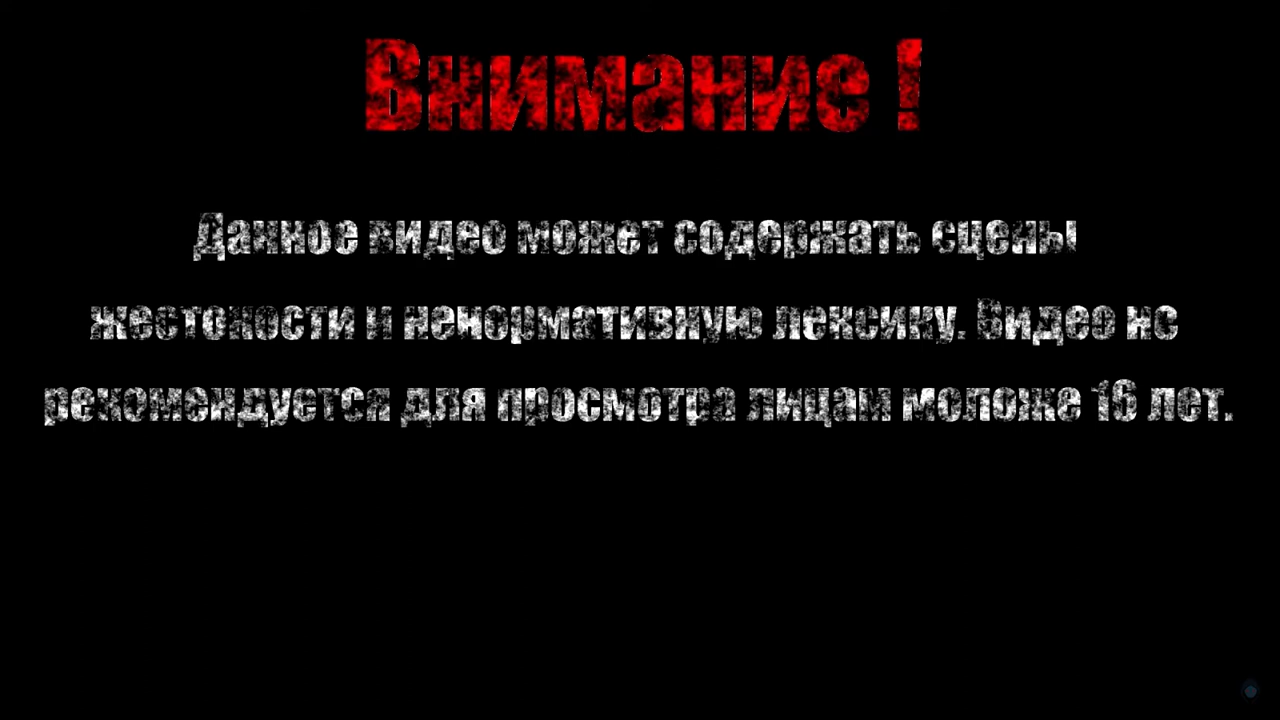 Внимание !
Данное видео может содержать сцены
жестокости и ненормативную лексику. Видео не
рекомендуется для просмотра лицам моложе 16 лет.